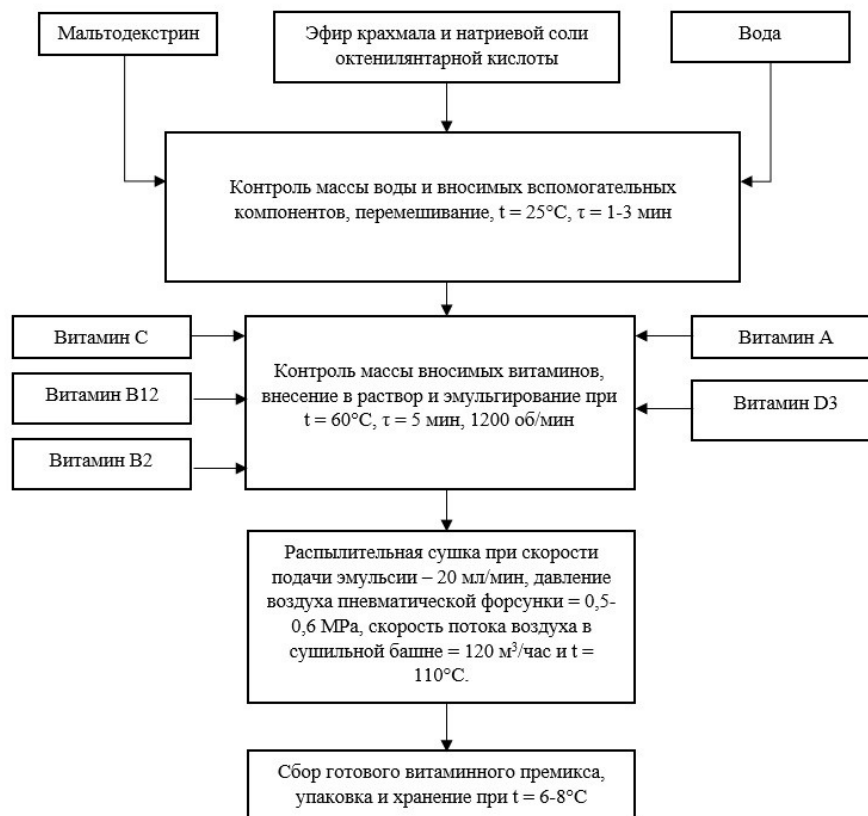 Мальтодекстрин
Эфир крахмала и натриевой соли
октенилянтарной кислоты
Вода
Контроль массы воды и вносимых вспомогательных
компонентов, перемешивание, t = 25°C, τ = 1-3 мин
Витамин С
Витамин В12
Витамин В2
Контроль массы вносимых витаминов,
внесение в раствор и эмульгирование при
t = 60°C, τ = 5 мин, 1200 об/мин
Витамин А
Витамин D3
Распылительная сушка при скорости
подачи эмульсии – 20 мл/мин, давление
воздуха пневматической форсунки = 0,5-
0,6 MPa, скорость потока воздуха в
сушильной башне = 120 м³/час и t =
110°C.
Сбор готового витаминного премикса,
упаковка и хранение при t = 6-8°C